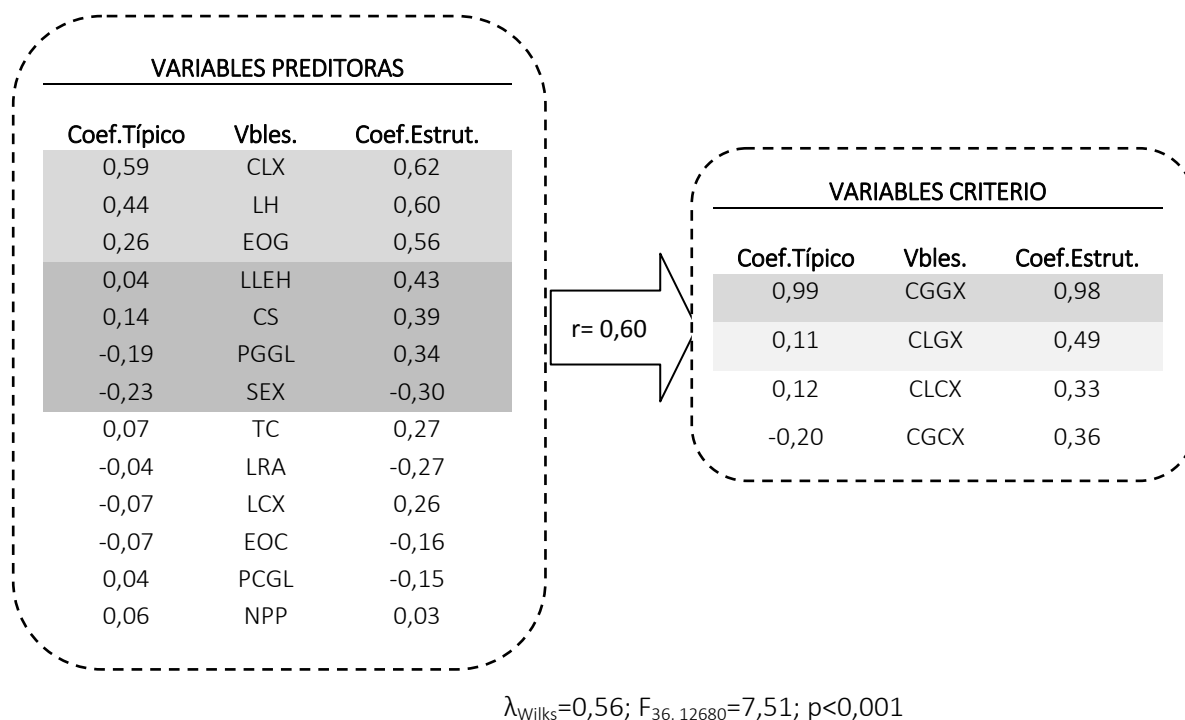 VARIABLES PREDITORAS
Coef.Típico Vbles. Coef.Estrut.
0,59 CLX 0,62
0,44 LH 0,60
0,26 EOG 0,56
0,04 LLEH 0,43
0,14 CS 0,39
-0,19 PGGL 0,34
-0,23 SEX -0,30
0,07 TC 0,27
-0,04 LRA -0,27
-0,07 LCX 0,26
-0,07 EOC -0,16
0,04 PCGL -0,15
0,06 NPP 0,03
r= 0,60
VARIABLES CRITERIO
Coef.Típico Vbles. Coef.Estrut.
0,99 CGGX 0,98
0,11 CLGX 0,49
0,12 CLCX 0,33
-0,20 CGCX 0,36
λWilks=0,56; F36, 12680=7,51; p<0,001